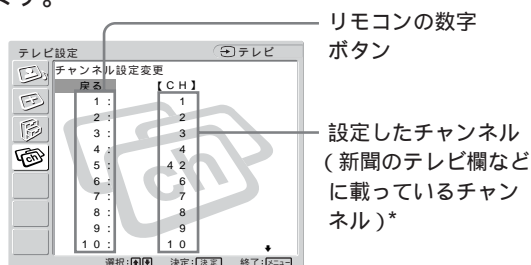 ます。
リモコンの数字
ボタン
テレビ設定
テレビ
チャンネル設定変更
戻る 【CH】
1: 1
2: 2
3: 3
4: 4
5: 42
6: 6
7: 7
8: 8
9: 9
10: 10
選択: 決定:決定 終了:メニュー
設定したチャンネル
(新聞のテレビ欄など
に載っているチャン
ネル)*